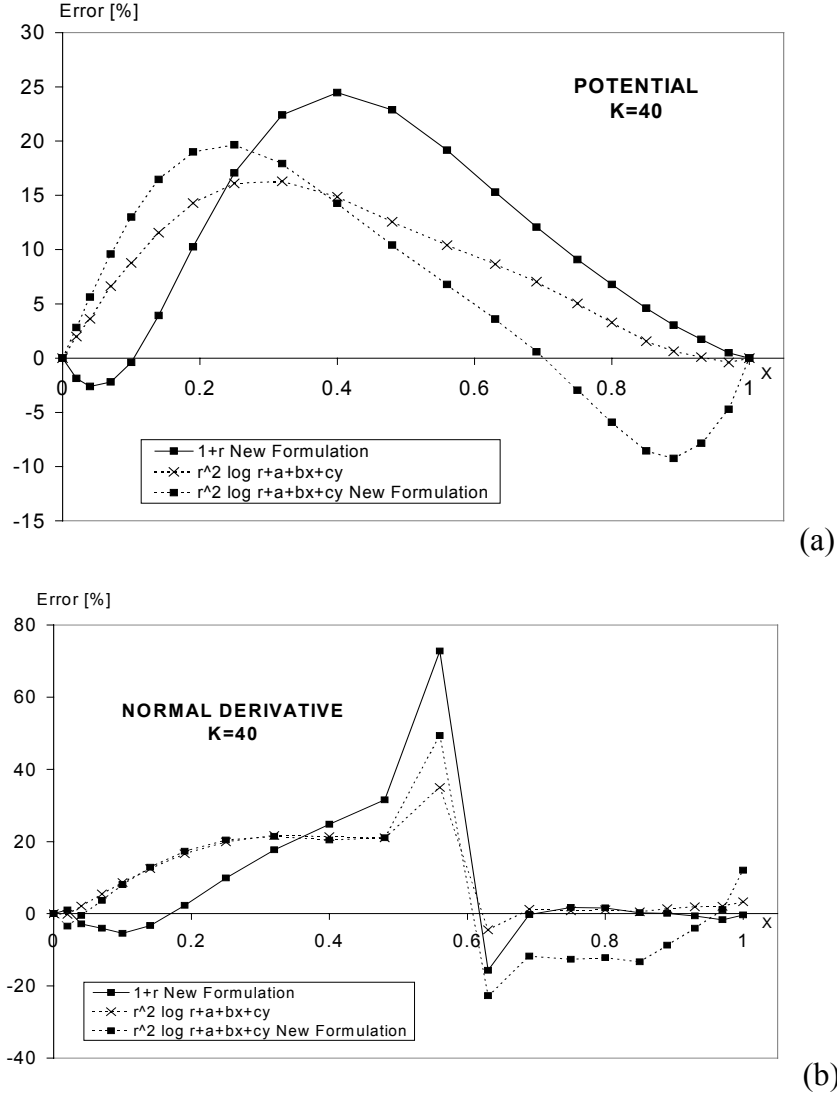 Error [%]
30
25
20
15
10
5
0
-5
-10
-15
0
0.2
0.4
0.6
0.8
1
X
POTENTIAL
K=40
1+r New Formulation
r^2 log r+a+bx+cy
r^2 log r+a+bx+cy New Formulation
(a)
Error [%]
80
60
40
20
0
-20
-40
0
0.2
0.4
0.6
0.8
1
X
NORMAL DERIVATIVE
K=40
1+r New Formulation
r^2 log r+a+bx+cy
r^2 log r+a+bx+cy New Formulation
(b)